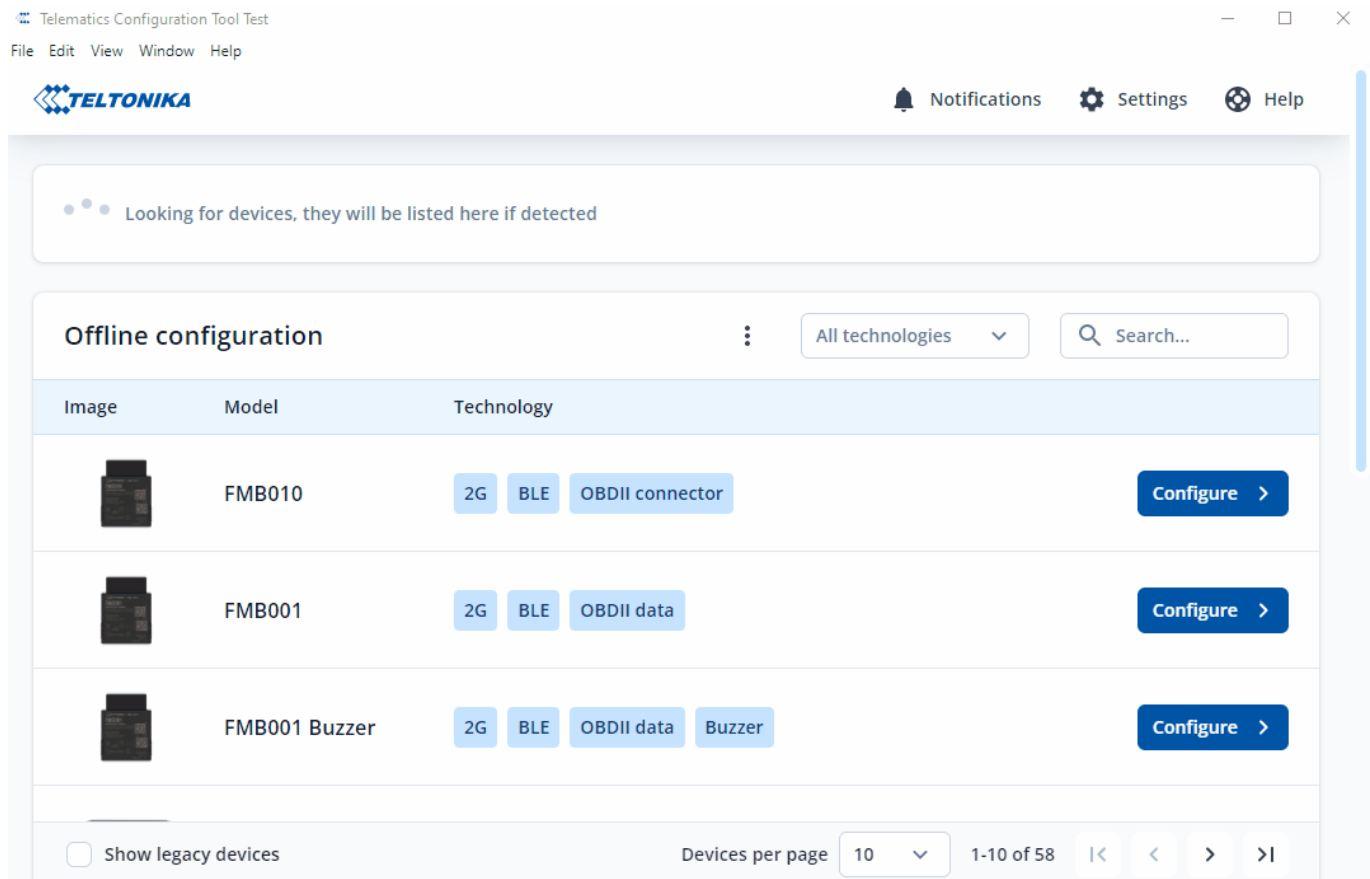 Telematics Configuration Tool Test
File Edit View Window Help
TELTONIKA
Notifications Settings Help
Looking for devices, they will be listed here if detected
Offline configuration All technologies Search...
Image Model Technology
FMB010 2G BLE OBDII connector Configure
FMB001 2G BLE OBDII data Configure
FMB001 Buzzer 2G BLE OBDII data Buzzer Configure
Show legacy devices Devices per page 10 1-10 of 58